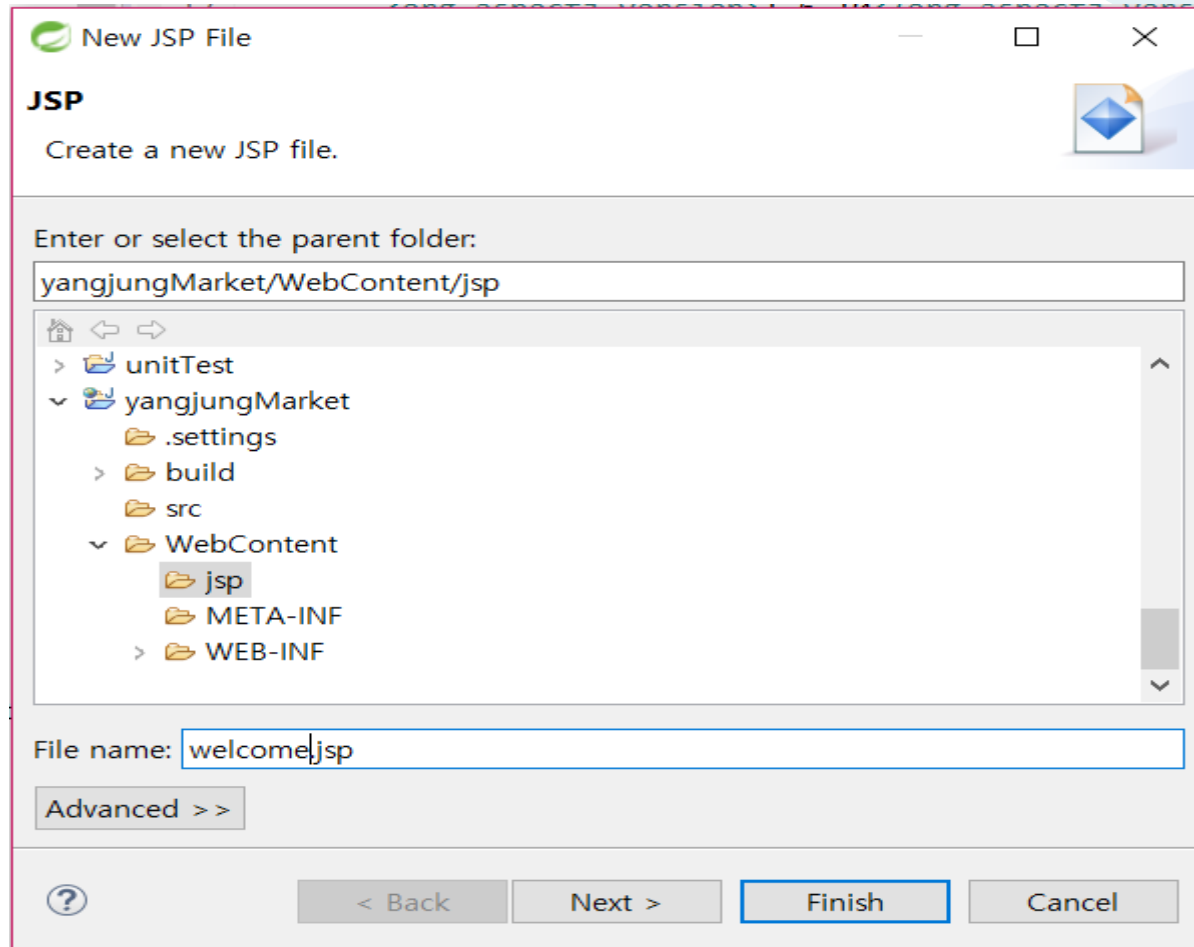 New JSP File
JSP
Create a new JSP file.
Enter or select the parent folder:
yangjungMarket/WebContent/jsp
unitTest
yangjungMarket
.settings
build
src
WebContent
jsp
META-INF
WEB-INF
File name: welcome.jsp
Advanced >>
?
< Back Next > Finish Cancel